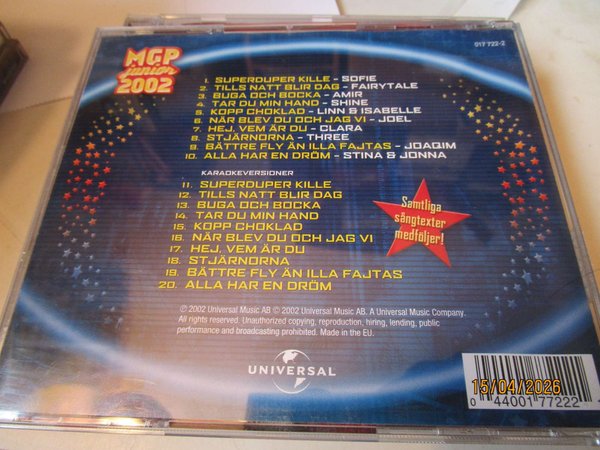 MGP
junior
2002
017 722-2
1. SUPERDUPER KILLE - SOFIE
2. TILLS NATT BLIR DAG - FAIRYTALE
3. BUGA OCH BOCKA - AMIR
4. TAR DU MIN HAND - SHINE
5. KOPP CHOKLAD - LINN & ISABELLE
6. NÄR BLEV DU OCH JAG VI - JOEL
7. HEJ, VEM ÄR DU - CLARA
8. STJÄRNORNA - THREE
9. BÄTTRE FLY ÄN ILLA FAJTAS - JOAQIM
10. ALLA HAR EN DRÖM - STINA & JONNA
KARAOKEVERSIONER
11. SUPERDUPER KILLE
12. TILLS NATT BLIR DAG
13. BUGA OCH BOCKA
14. TAR DU MIN HAND
15. KOPP CHOKLAD
16. NÄR BLEV DU OCH JAG VI
17. HEJ, VEM ÄR DU
18. STJÄRNORNA
19. BÄTTRE FLY ÄN ILLA FAJTAS
20. ALLA HAR EN DRÖM
Samtliga
sångtexter
medföljer!
℗ 2002 Universal Music AB © 2002 Universal Music AB. A Universal Music Company.
All rights reserved. Unauthorized copying, reproduction, hiring, lending, public
performance and broadcasting prohibited. Made in the EU.
UNIVERSAL
15/04/2026
0 44001 77222 4